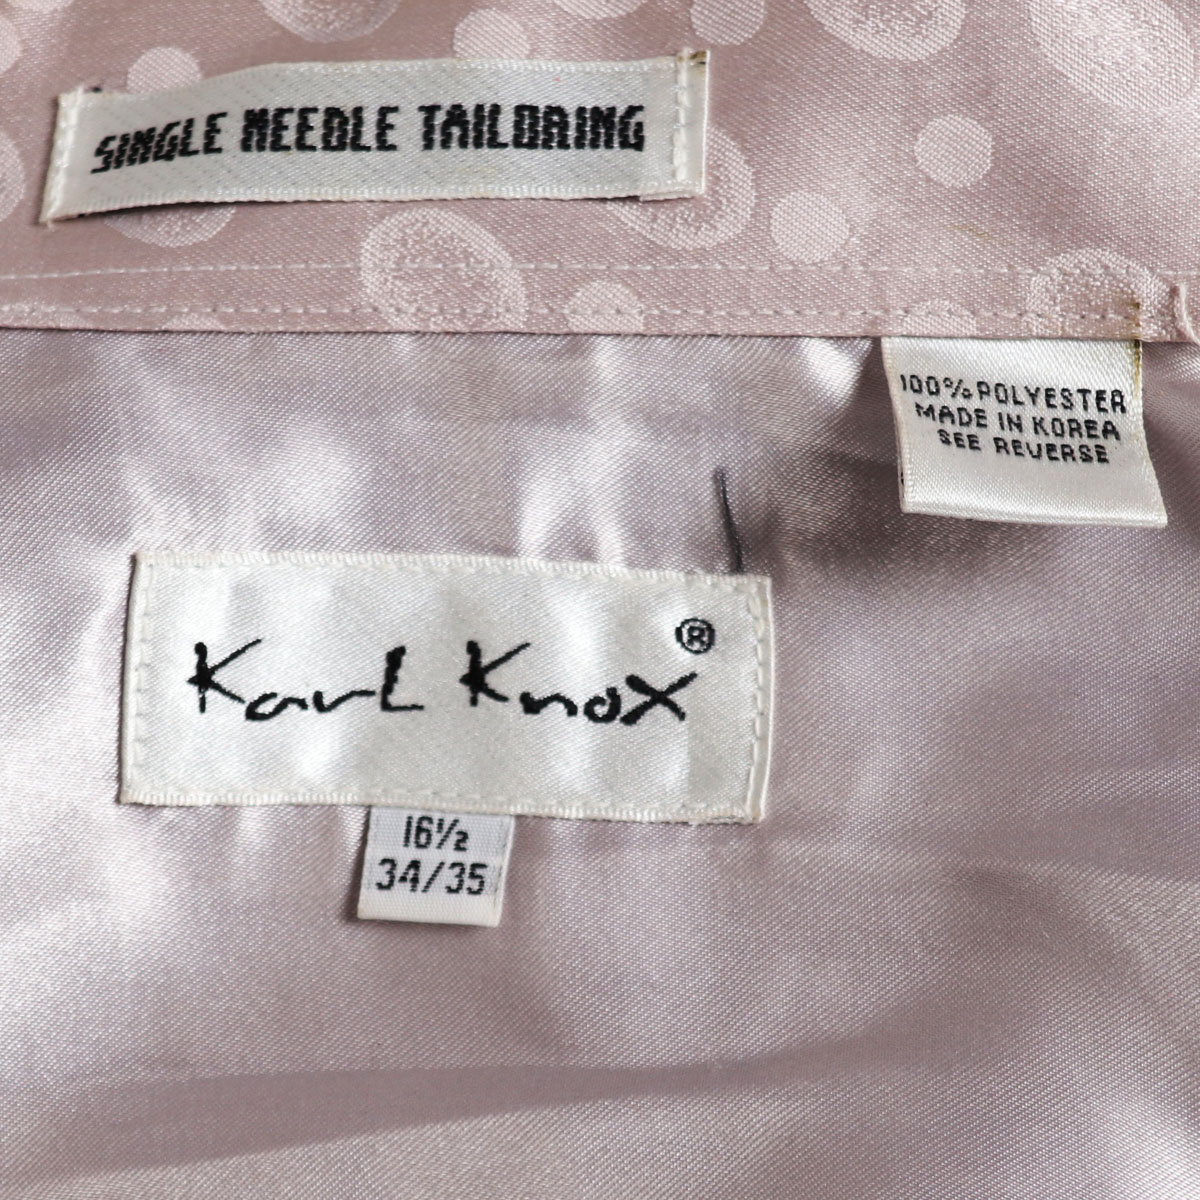 SINGLE NEEDLE TAILORING
100% POLYESTER
MADE IN KOREA
SEE REVERSE
Karl Knox ®
16½
34/35